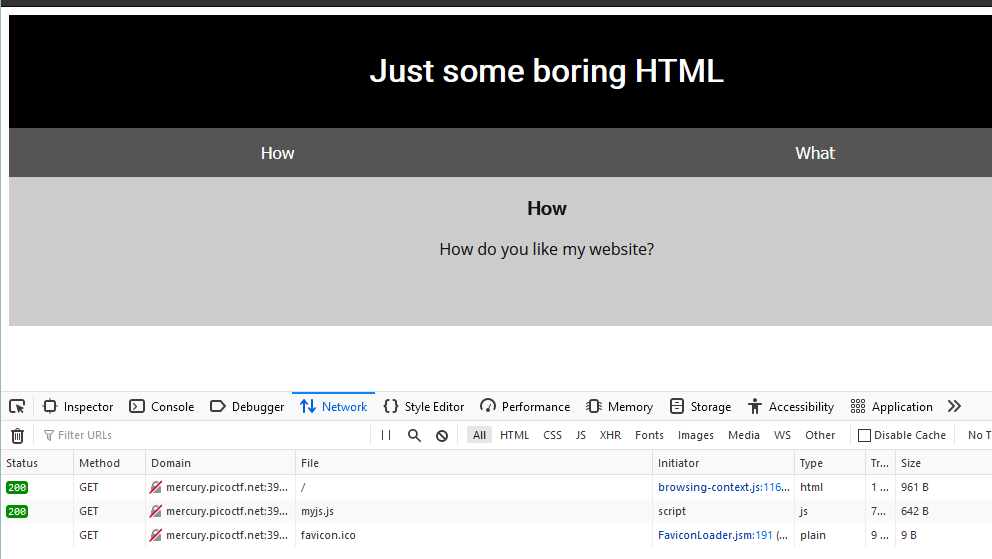 Just some boring HTML
How What
How
How do you like my website?
Inspector Console Debugger Network Style Editor Performance Memory Storage Accessibility Application
Filter URLs All HTML CSS JS XHR Fonts Images Media WS Other Disable Cache No T
Status Method Domain File Initiator Type Tr... Size
200 GET mercury.picoctf.net:39... / browsing-context.js:116... html 1 ... 961 B
200 GET mercury.picoctf.net:39... myjs.js script js 7... 642 B
GET mercury.picoctf.net:39... favicon.ico FaviconLoader.jsm:191 (... plain 9 ... 9 B